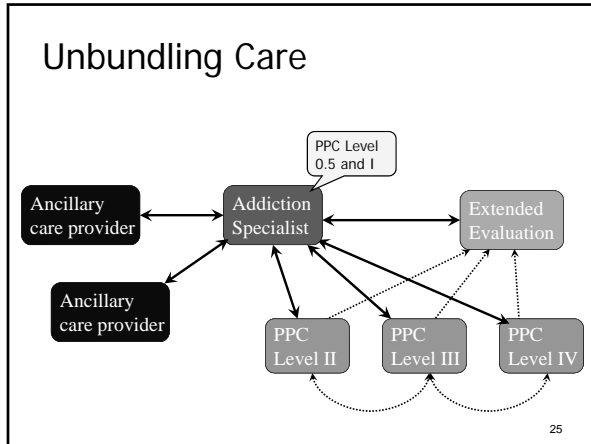 Unbundling Care
PPC Level
0.5 and I
Ancillary
care provider
Addiction
Specialist
Extended
Evaluation
Ancillary
care provider
PPC
Level II
PPC
Level III
PPC
Level IV
25